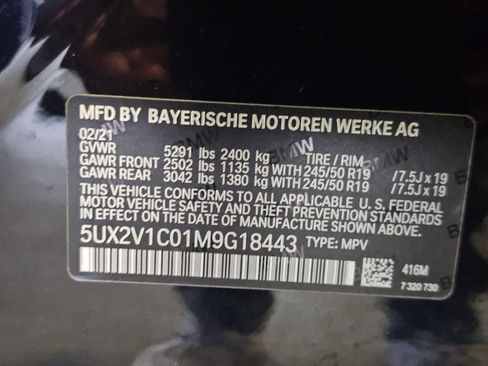 MFD BY BAYERISCHE MOTOREN WERKE AG
02/21
GVWR 5291 lbs 2400 kg TIRE / RIM
GAWR FRONT 2502 lbs 1135 kg WITH 245/50 R19 /7.5J x 19
GAWR REAR 3042 lbs 1380 kg WITH 245/50 R19 /7.5J x 19
THIS VEHICLE CONFORMS TO ALL APPLICABLE U.S. FEDERAL
MOTOR VEHICLE SAFETY, BUMPER, AND THEFT PREVENTION
STANDARDS IN EFFECT ON THE DATE OF MANUFACTURE SHOWN ABOVE.
5UX2V1C01M9G18443 TYPE: MPV
416M
7 320 730